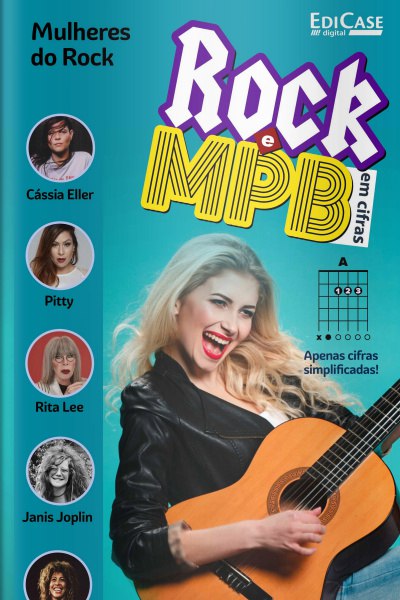 EDICASE
digital
Mulheres
do Rock
Rock
e
MPB
em cifras
Cássia Eller
Pitty
Rita Lee
Janis Joplin
A
1 2 3
x
Apenas cifras
simplificadas!